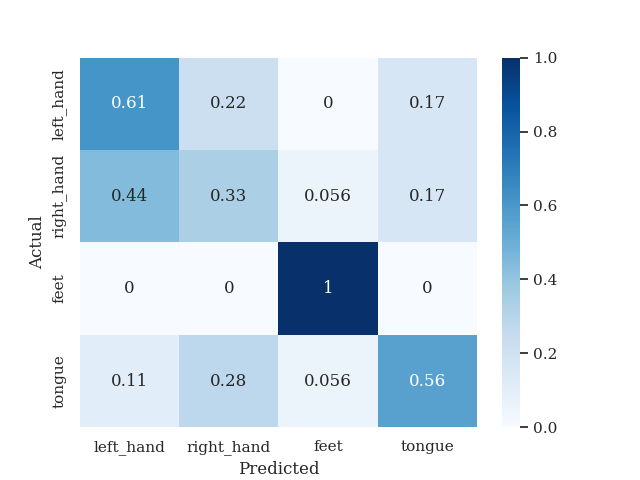 left_hand 0.61 0.22 0 0.17
right_hand 0.44 0.33 0.056 0.17
feet 0 0 1 0
tongue 0.11 0.28 0.056 0.56
left_hand right_hand feet tongue
Predicted
Actual
1.0
0.8
0.6
0.4
0.2
0.0